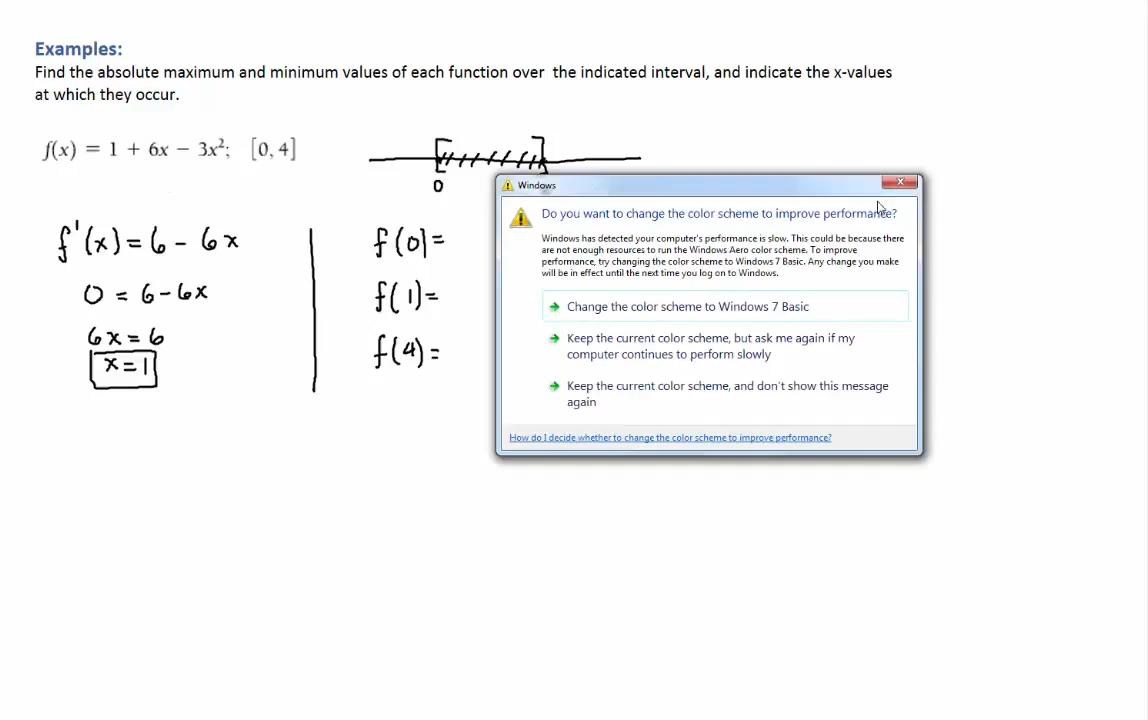 Examples:
Find the absolute maximum and minimum values of each function over the indicated interval, and indicate the x-values
at which they occur.
f(x) = 1 + 6x − 3x²; [0, 4]
0
f'(x) = 6 - 6x
0 = 6 - 6x
6x = 6
x = 1
f(0) =
f(1) =
f(4) =
Windows
Do you want to change the color scheme to improve performance?
Windows has detected your computer's performance is slow. This could be because there
are not enough resources to run the Windows Aero color scheme. To improve
performance, try changing the color scheme to Windows 7 Basic. Any change you make
will be in effect until the next time you log on to Windows.
Change the color scheme to Windows 7 Basic
Keep the current color scheme, but ask me again if my
computer continues to perform slowly
Keep the current color scheme, and don't show this message
again
How do I decide whether to change the color scheme to improve performance?